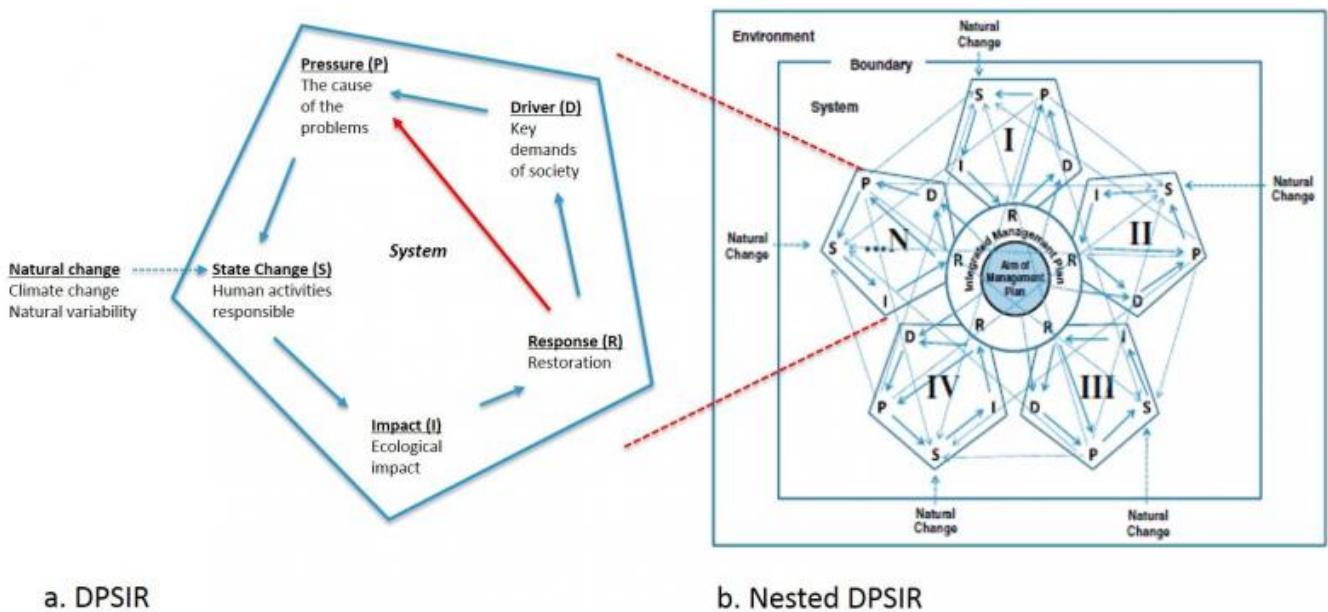 Pressure (P)
The cause
of the
problems
Driver (D)
Key
demands
of society
System
Natural change
Climate change
Natural variability
State Change (S)
Human activities
responsible
Response (R)
Restoration
Impact (I)
Ecological
impact
a. DPSIR
Environment
Natural
Change
Boundary
System
S
P
I
I
D
R
P
D
...N
S
R
I
I
S
II
R
P
D
Natural
Change
Natural
Change
Integrated Management Plan
Aim of
Management
Plan
R
D
IV
P
I
S
R
I
III
D
S
P
Natural
Change
Natural
Change
b. Nested DPSIR